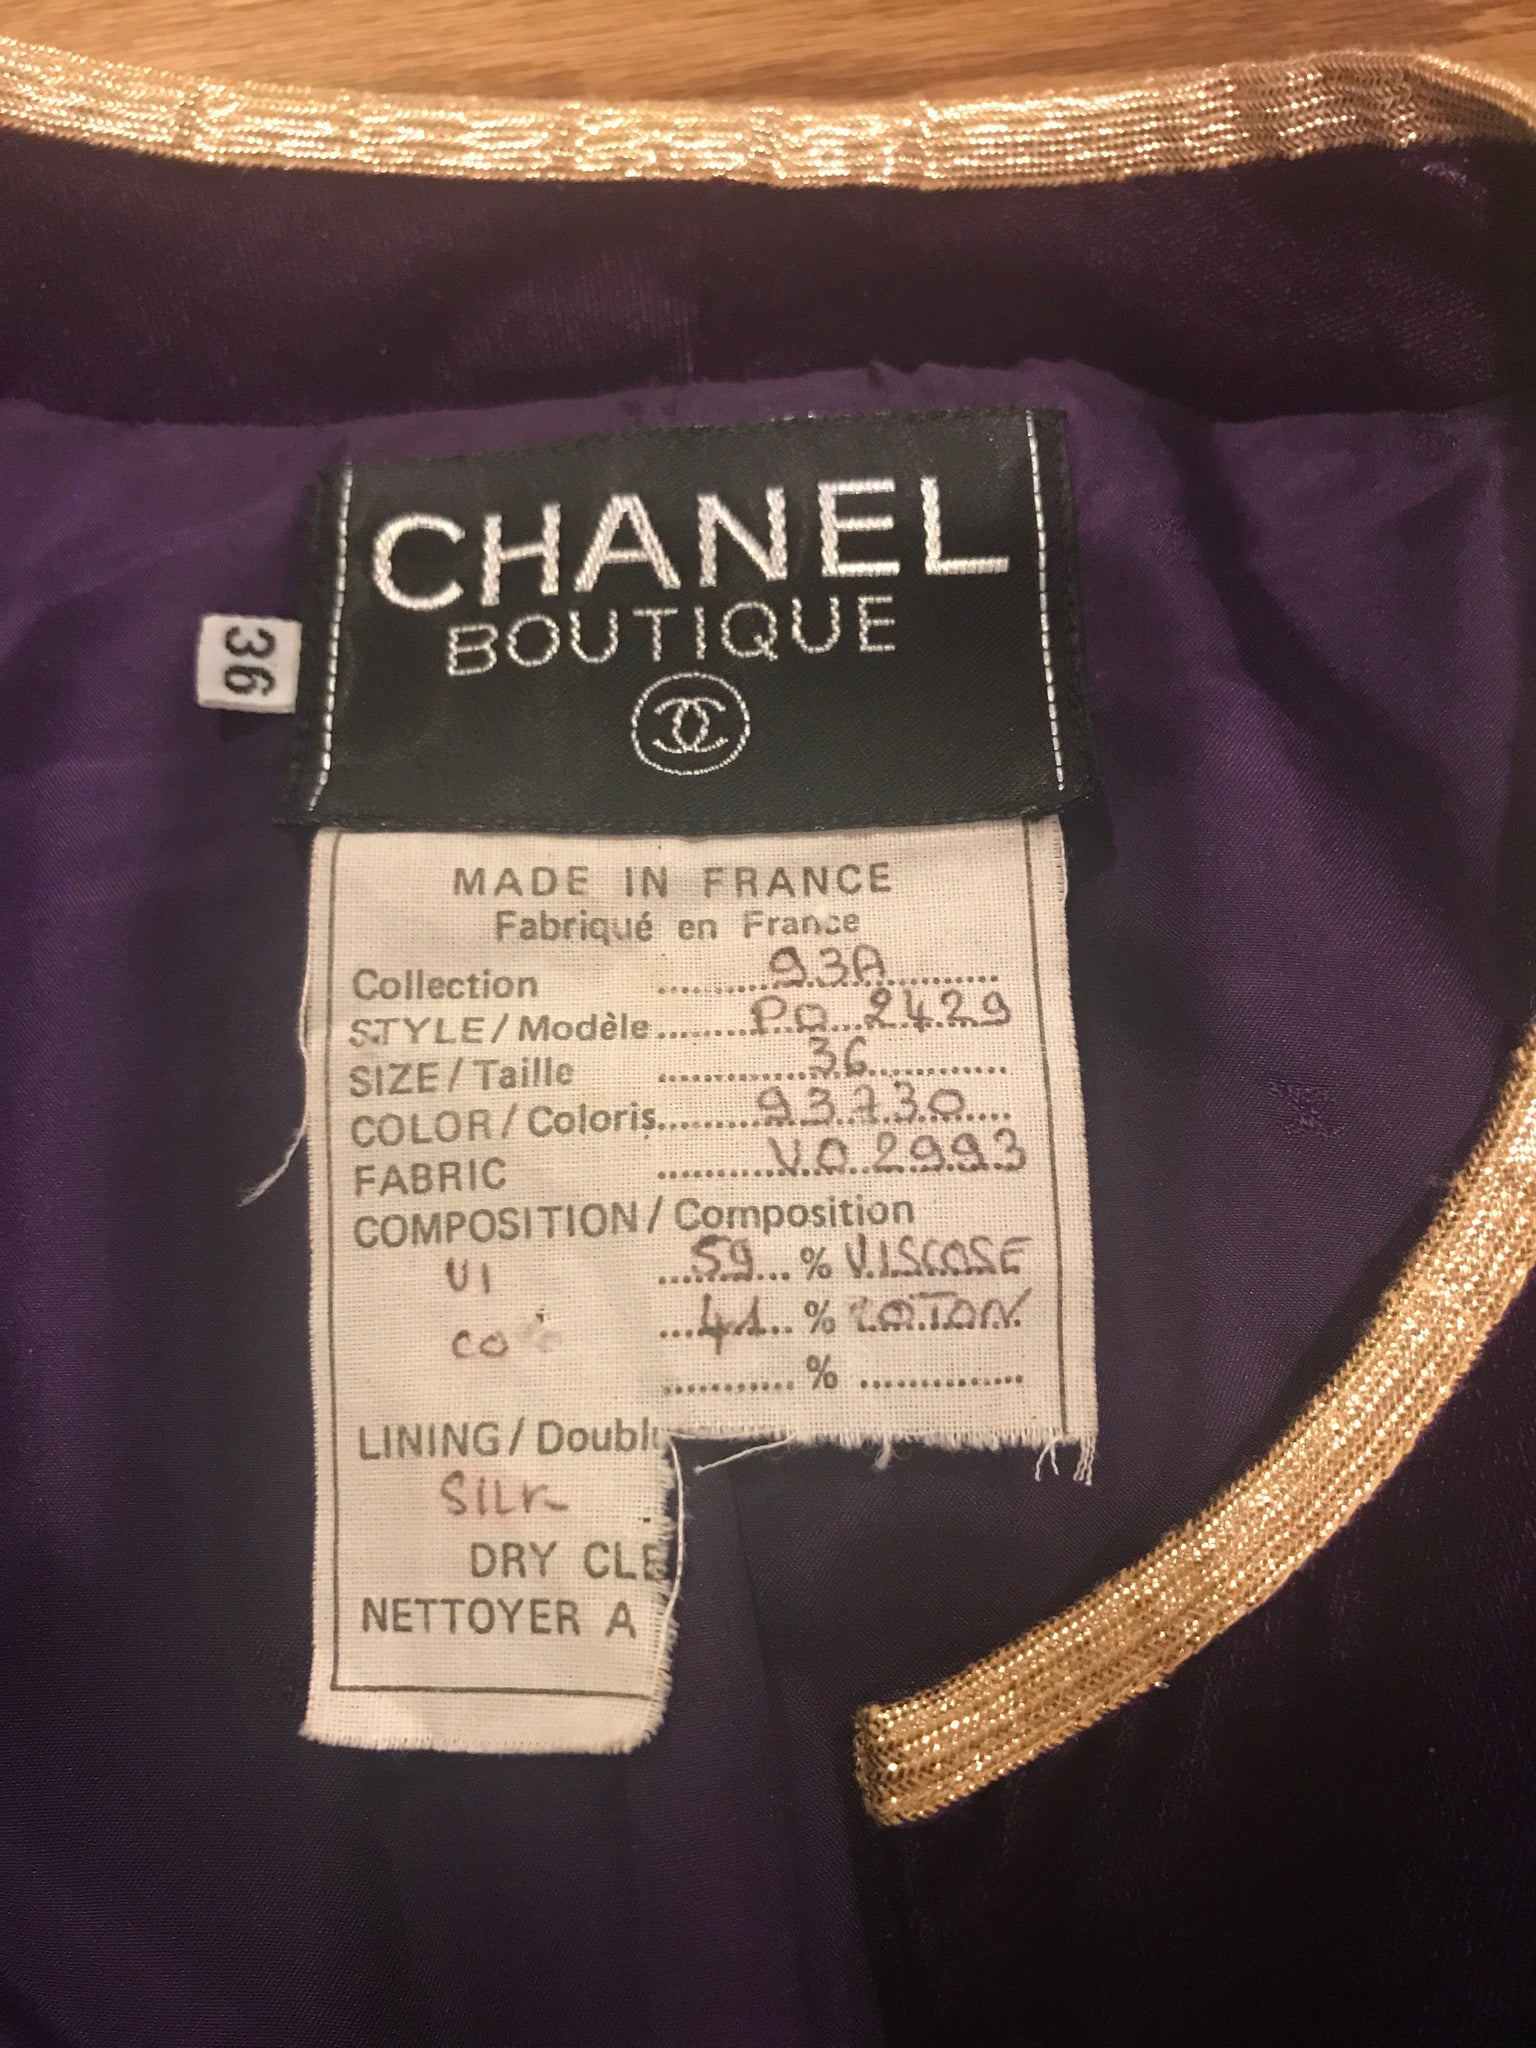 CHANEL
BOUTIQUE
36
MADE IN FRANCE
Fabriqué en France
Collection 93A
STYLE/Modèle P0 2429
SIZE/Taille 36
COLOR/Coloris 93730
FABRIC V0 2993
COMPOSITION/Composition
VI 59 % VISCOSE
CO 41 % COTON
%
LINING/Doubl
SILK
DRY CLE
NETTOYER A